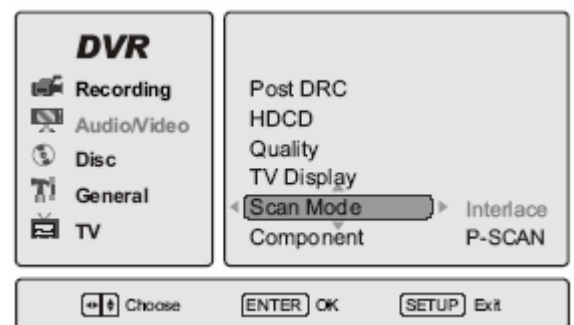 DVR
Recording
Audio/Video
Disc
General
TV
Post DRC
HDCD
Quality
TV Display
Scan Mode Interlace
Component P-SCAN
Choose ENTER OK SETUP Exit